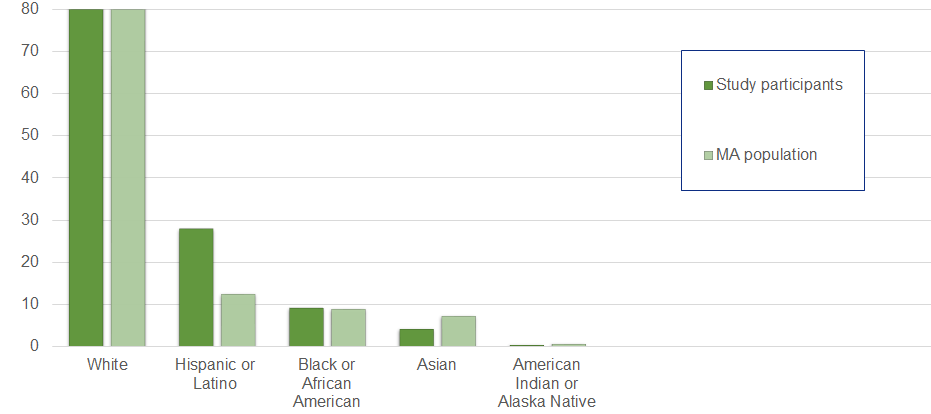 80
70
60
50
40
30
20
10
0
Study participants
MA population
White
Hispanic or
Latino
Black or
African
American
Asian
American
Indian or
Alaska Native